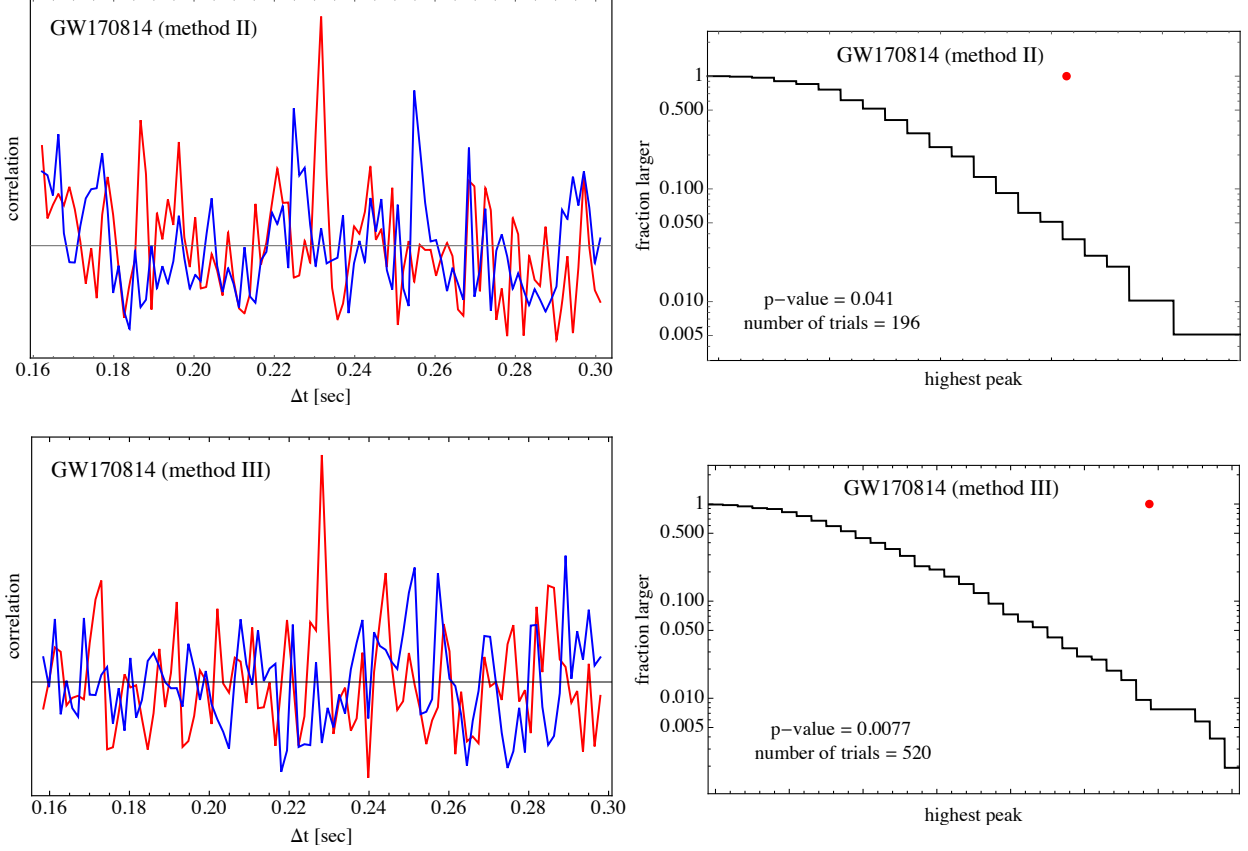 GW170814 (method II)
correlation
0.16 0.18 0.20 0.22 0.24 0.26 0.28 0.30
Δt [sec]
GW170814 (method II)
fraction larger
1
0.500
0.100
0.050
0.010
0.005
p−value = 0.041
number of trials = 196
highest peak
GW170814 (method III)
correlation
0.16 0.18 0.20 0.22 0.24 0.26 0.28 0.30
Δt [sec]
GW170814 (method III)
fraction larger
1
0.500
0.100
0.050
0.010
0.005
p−value = 0.0077
number of trials = 520
highest peak